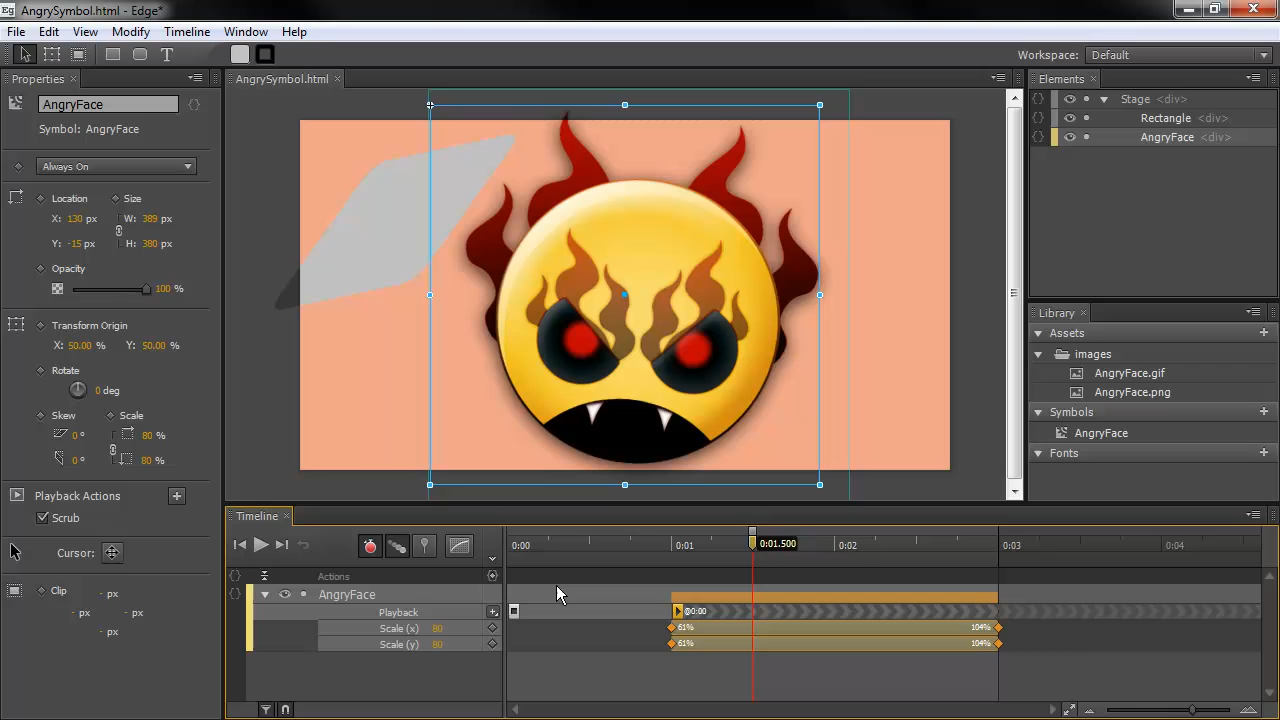 Eg AngrySymbol.html - Edge*
File Edit View Modify Timeline Window Help
T Workspace: Default
Properties × AngrySymbol.html × Elements ×
AngryFace {}
Symbol: AngryFace
Always On
Location Size
X: 130 px W: 389 px
Y: -15 px H: 380 px
Opacity
100 %
Transform Origin
X: 50.00 % Y: 50.00 %
Rotate
0 deg
Skew Scale
0 º 80 %
0 º 80 %
Playback Actions +
Scrub
Cursor:
Clip - px
- px - px
- px
{} Stage <div>
{} Rectangle <div>
{} AngryFace <div>
Library ×
Assets +
images
AngryFace.gif
AngryFace.png
Symbols +
AngryFace
Fonts +
Timeline ×
0:00 0:01 0:01.500 0:02 0:03 0:04
{} Actions
{} AngryFace
Playback @0:00
Scale (x) 80 61% 104%
Scale (y) 80 61% 104%